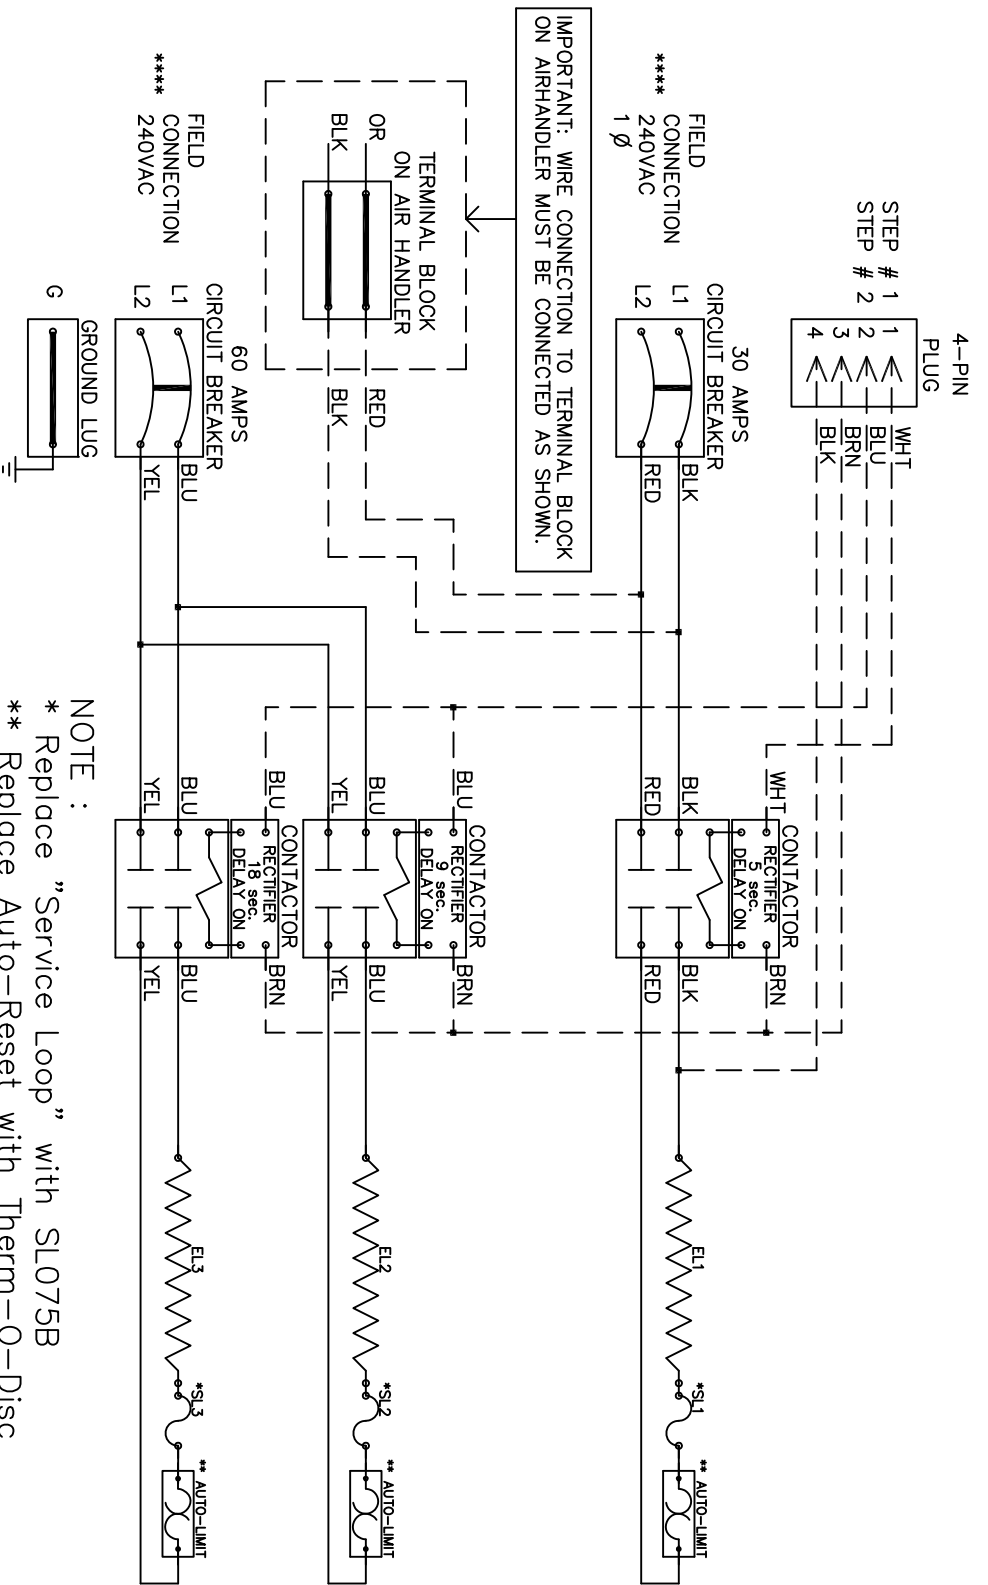 4-PIN
PLUG
STEP # 1
STEP # 2
1
2
3
4
WHT
BLU
BRN
BLK
30 AMPS
CIRCUIT BREAKER
FIELD
CONNECTION
240VAC
1 Ø
****
L1
L2
BLK
RED
WHT
BLK
RED
CONTACTOR
RECTIFIER
5 sec.
DELAY ON
BRN
BLK
RED
EL1
*SL1
** AUTO-LIMIT
IMPORTANT: WIRE CONNECTION TO TERMINAL BLOCK
ON AIRHANDLER MUST BE CONNECTED AS SHOWN.
TERMINAL BLOCK
ON AIR HANDLER
OR
BLK
RED
BLK
BLU
BLU
YEL
CONTACTOR
RECTIFIER
9 sec.
DELAY ON
BRN
BLU
YEL
EL2
*SL2
** AUTO-LIMIT
60 AMPS
CIRCUIT BREAKER
FIELD
CONNECTION
240VAC
****
L1
L2
BLU
YEL
BLU
BLU
YEL
CONTACTOR
RECTIFIER
18 sec.
DELAY ON
BRN
BLU
YEL
EL3
*SL3
** AUTO-LIMIT
GROUND LUG
G
NOTE :
* Replace "Service Loop" with SL075B
** Replace Auto-Reset with Therm-O-Disc